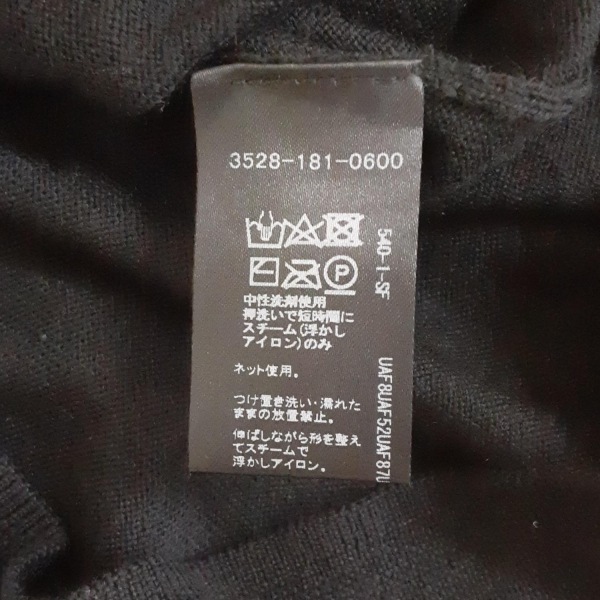 3528-181-0600
中性洗剤使用
押洗いで短時間に
スチーム(浮かし
アイロン)のみ
ネット使用。
つけ置き洗い・濡れた
ままの放置禁止。
伸ばしながら形を整え
てスチームで
浮かしアイロン。
540-1-SF
UAF8UAF52UAF87U